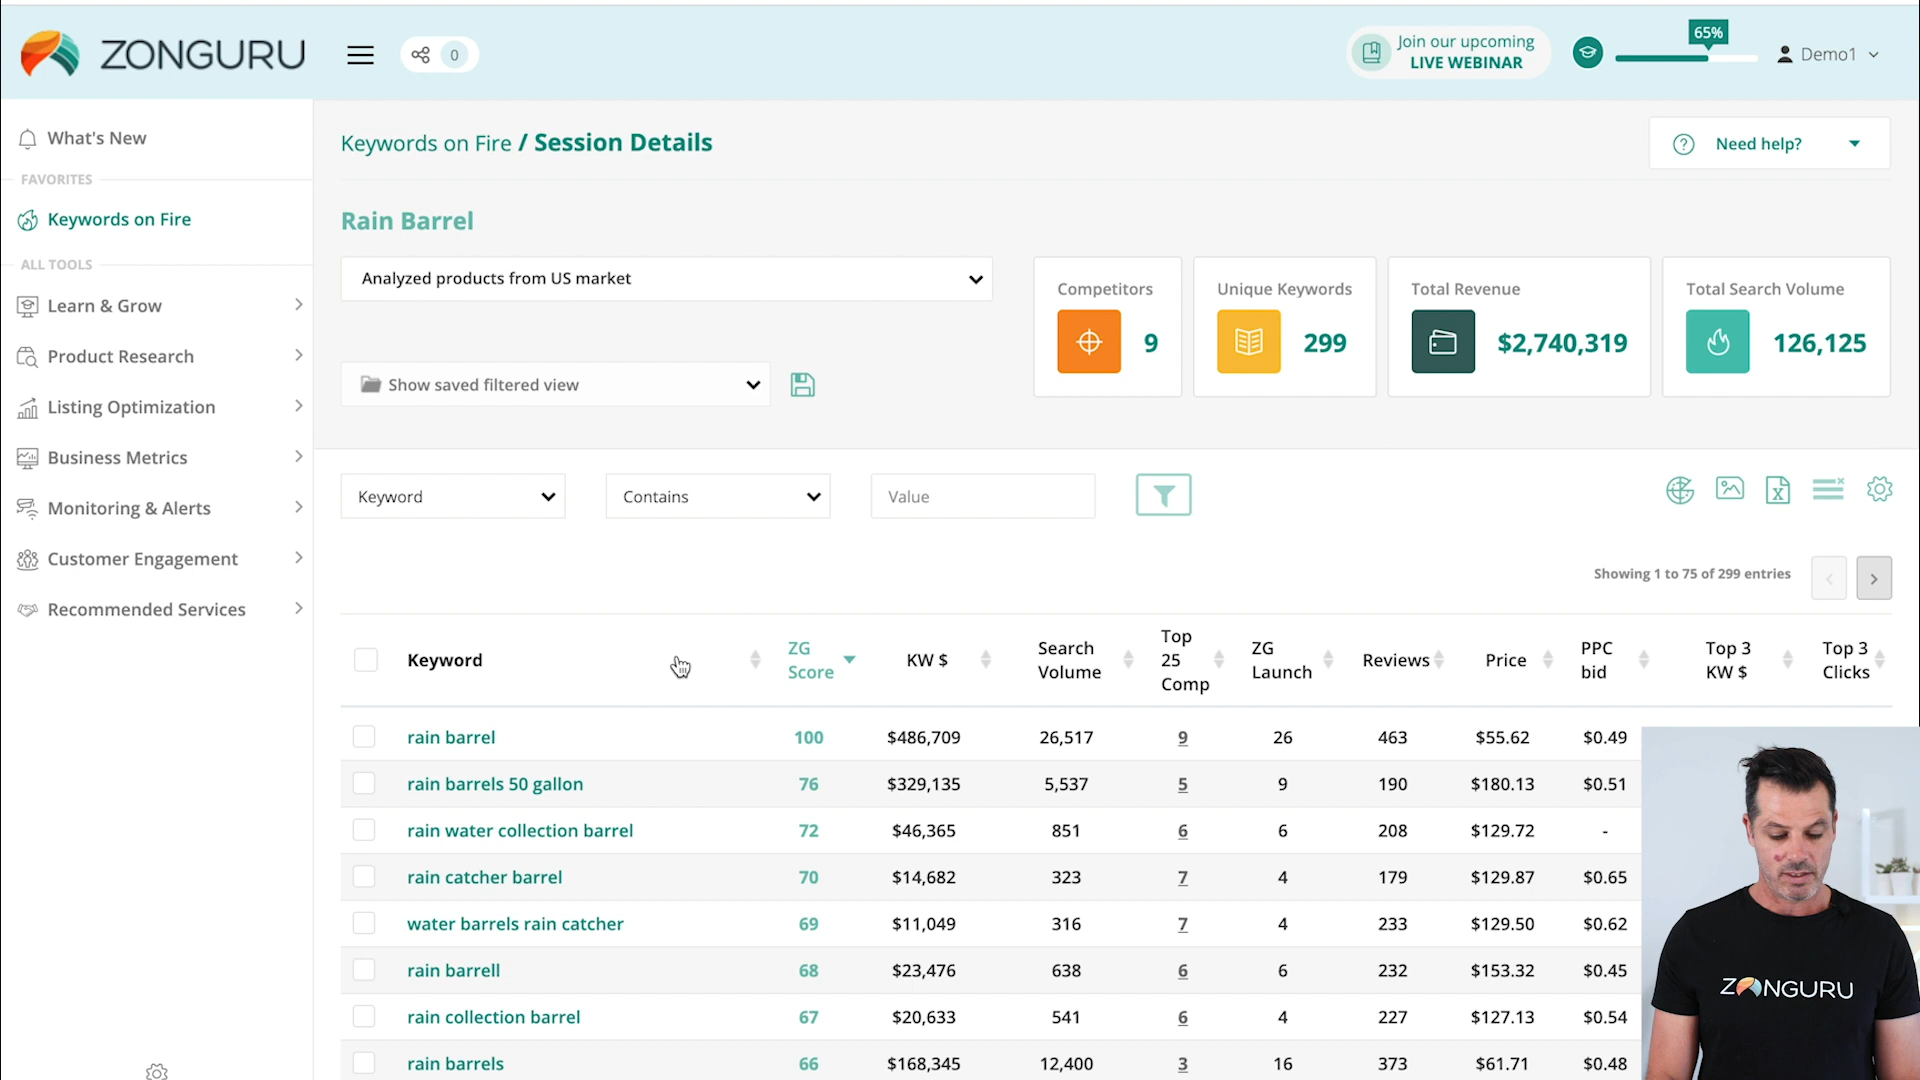 ZONGURU
0
Join our upcoming
LIVE WEBINAR
65%
Demo1
What's New
FAVORITES
Keywords on Fire
ALL TOOLS
Learn & Grow
Product Research
Listing Optimization
Business Metrics
Monitoring & Alerts
Customer Engagement
Recommended Services
Keywords on Fire / Session Details
Need help?
Rain Barrel
Analyzed products from US market
Show saved filtered view
Competitors
9
Unique Keywords
299
Total Revenue
$2,740,319
Total Search Volume
126,125
Keyword
Contains
Value
Showing 1 to 75 of 299 entries
Keyword
ZG Score
KW $
Search Volume
Top 25 Comp
ZG Launch
Reviews
Price
PPC bid
Top 3 KW $
Top 3 Clicks
rain barrel 100 $486,709 26,517 9 26 463 $55.62 $0.49
rain barrels 50 gallon 76 $329,135 5,537 5 9 190 $180.13 $0.51
rain water collection barrel 72 $46,365 851 6 6 208 $129.72 -
rain catcher barrel 70 $14,682 323 7 4 179 $129.87 $0.65
water barrels rain catcher 69 $11,049 316 7 4 233 $129.50 $0.62
rain barrell 68 $23,476 638 6 6 232 $153.32 $0.45
rain collection barrel 67 $20,633 541 6 4 227 $127.13 $0.54
rain barrels 66 $168,345 12,400 3 16 373 $61.71 $0.48
ZONGURU